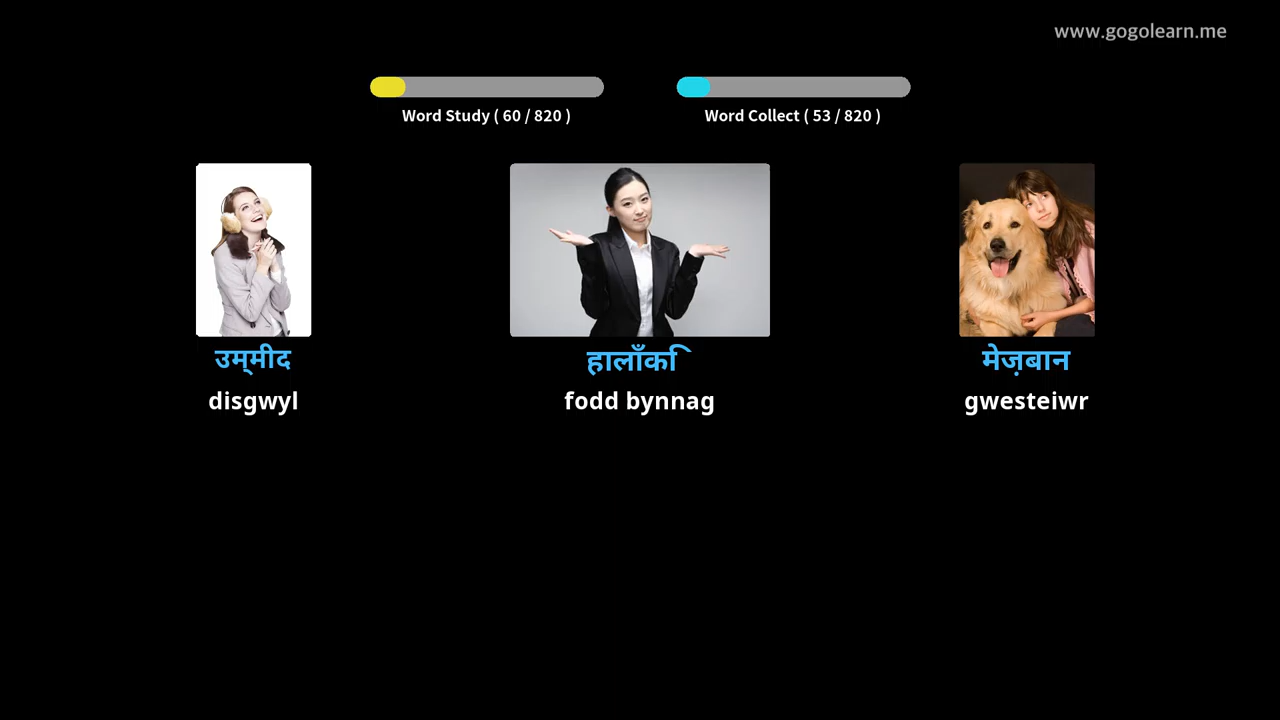 www.gogolearn.me
Word Study ( 60 / 820 )
Word Collect ( 53 / 820 )
उम्मीद
हालाँकि
मेज़बान
disgwyl
fodd bynnag
gwesteiwr